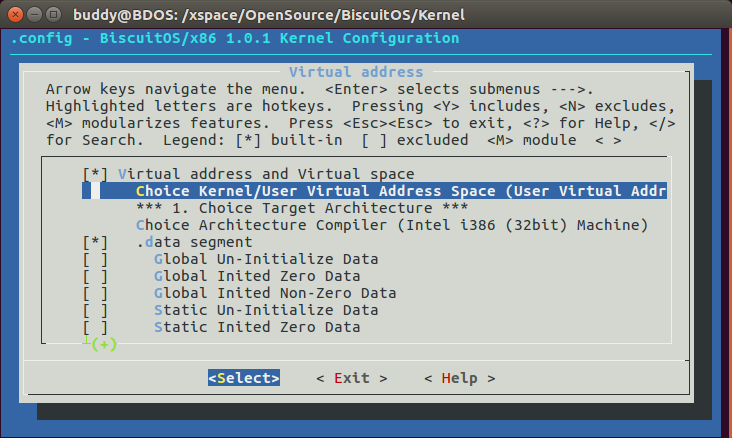 buddy@BDOS: /xspace/OpenSource/BiscuitOS/Kernel
.config - BiscuitOS/x86 1.0.1 Kernel Configuration
Virtual address
Arrow keys navigate the menu.  <Enter> selects submenus --->.
Highlighted letters are hotkeys.  Pressing <Y> includes, <N> excludes,
<M> modularizes features.  Press <Esc><Esc> to exit, <?> for Help, </>
for Search.  Legend: [*] built-in  [ ] excluded  <M> module  < >
[*] Virtual address and Virtual space
Choice Kernel/User Virtual Address Space (User Virtual Addr
*** 1. Choice Target Architecture ***
Choice Architecture Compiler (Intel i386 (32bit) Machine)
[*]   .data segment
[ ]     Global Un-Initialize Data
[ ]     Global Inited Zero Data
[ ]     Global Inited Non-Zero Data
[ ]     Static Un-Initialize Data
[ ]     Static Inited Zero Data
(+)
<Select>    < Exit >    < Help >